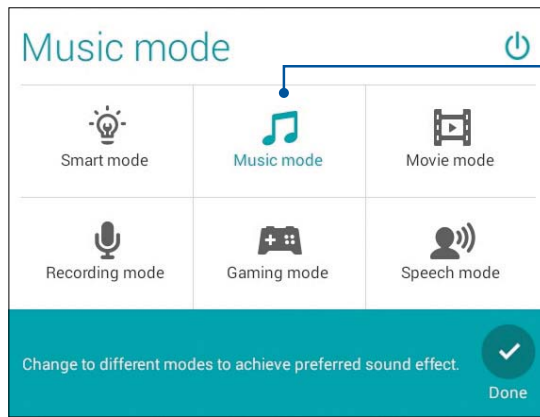 Music mode
Smart mode
Music mode
Movie mode
Recording mode
Gaming mode
Speech mode
Change to different modes to achieve preferred sound effect.
Done